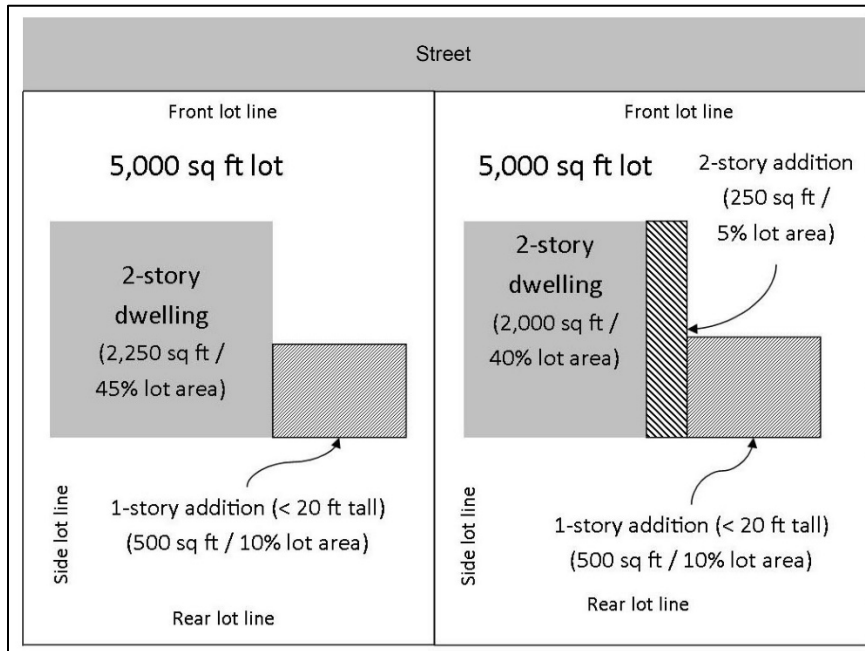 Street
Front lot line
5,000 sq ft lot
2-story
dwelling
(2,250 sq ft /
45% lot area)
1-story addition (< 20 ft tall)
(500 sq ft / 10% lot area)
Side lot line
Rear lot line
Front lot line
5,000 sq ft lot
2-story addition
(250 sq ft /
5% lot area)
2-story
dwelling
(2,000 sq ft /
40% lot area)
1-story addition (< 20 ft tall)
(500 sq ft / 10% lot area)
Side lot line
Rear lot line